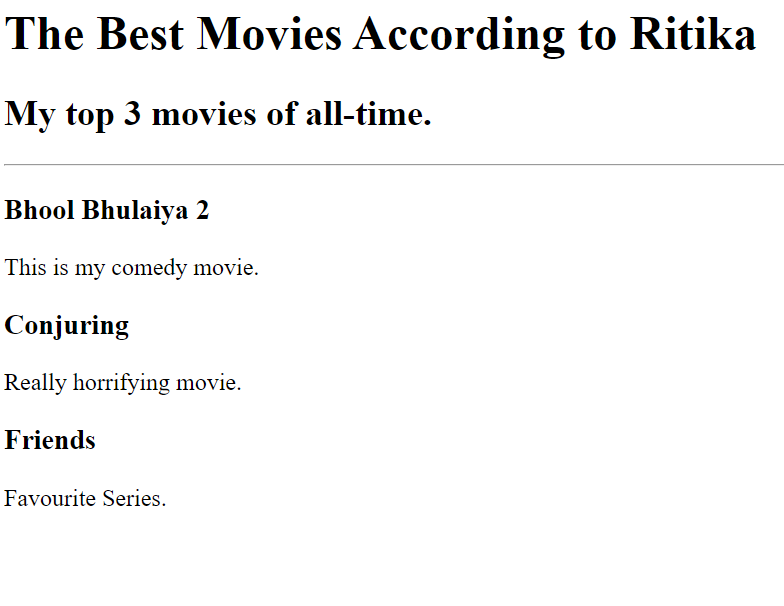 The Best Movies According to Ritika
My top 3 movies of all-time.
Bhool Bhulaiya 2
This is my comedy movie.
Conjuring
Really horrifying movie.
Friends
Favourite Series.